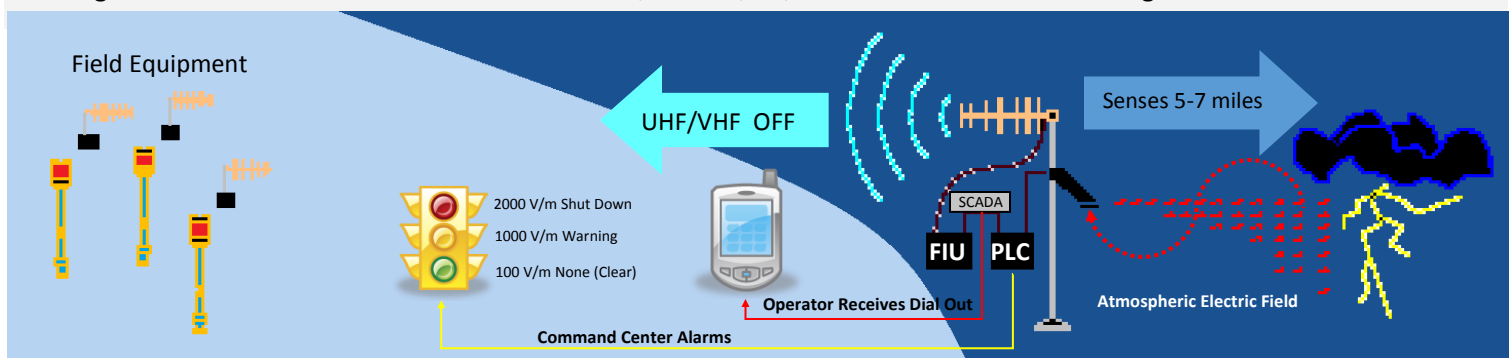 Field Equipment
UHF/VHF OFF
Senses 5-7 miles
2000 V/m Shut Down
1000 V/m Warning
100 V/m None (Clear)
SCADA
FIU
PLC
Atmospheric Electric Field
Operator Receives Dial Out
Command Center Alarms